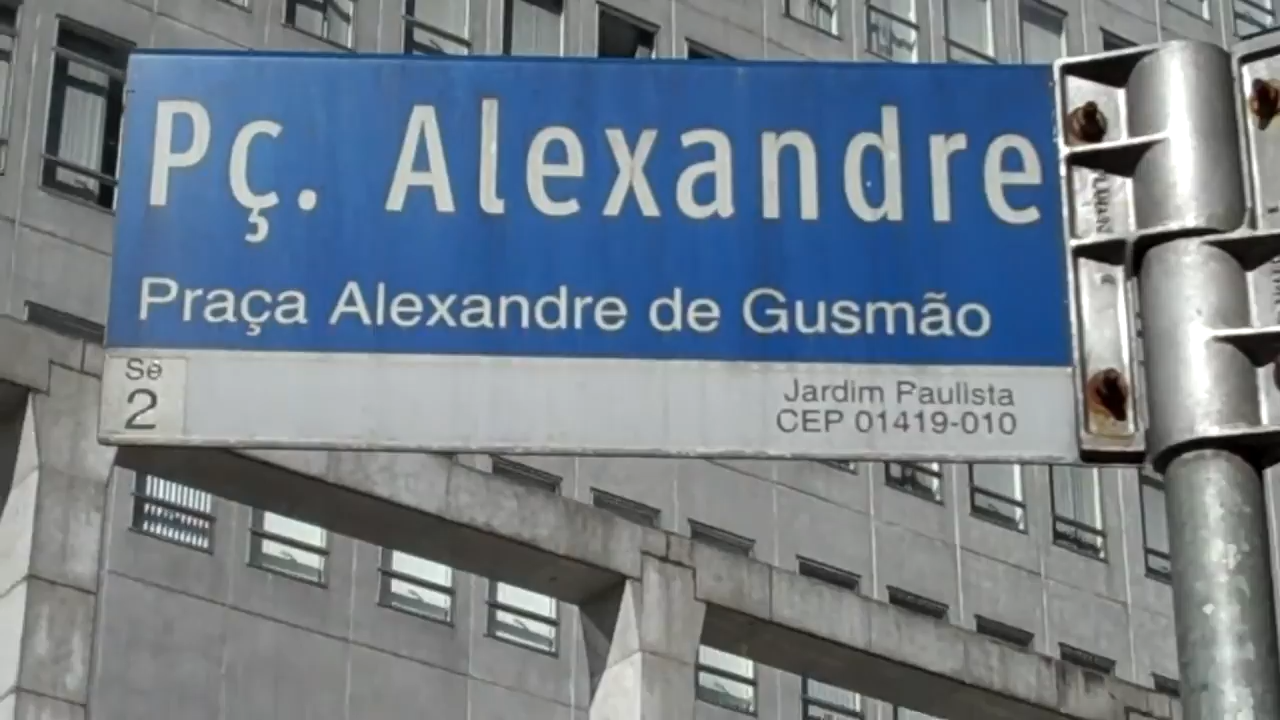 Pç. Alexandre
Praça Alexandre de Gusmão
Sé
2
Jardim Paulista
CEP 01419-010